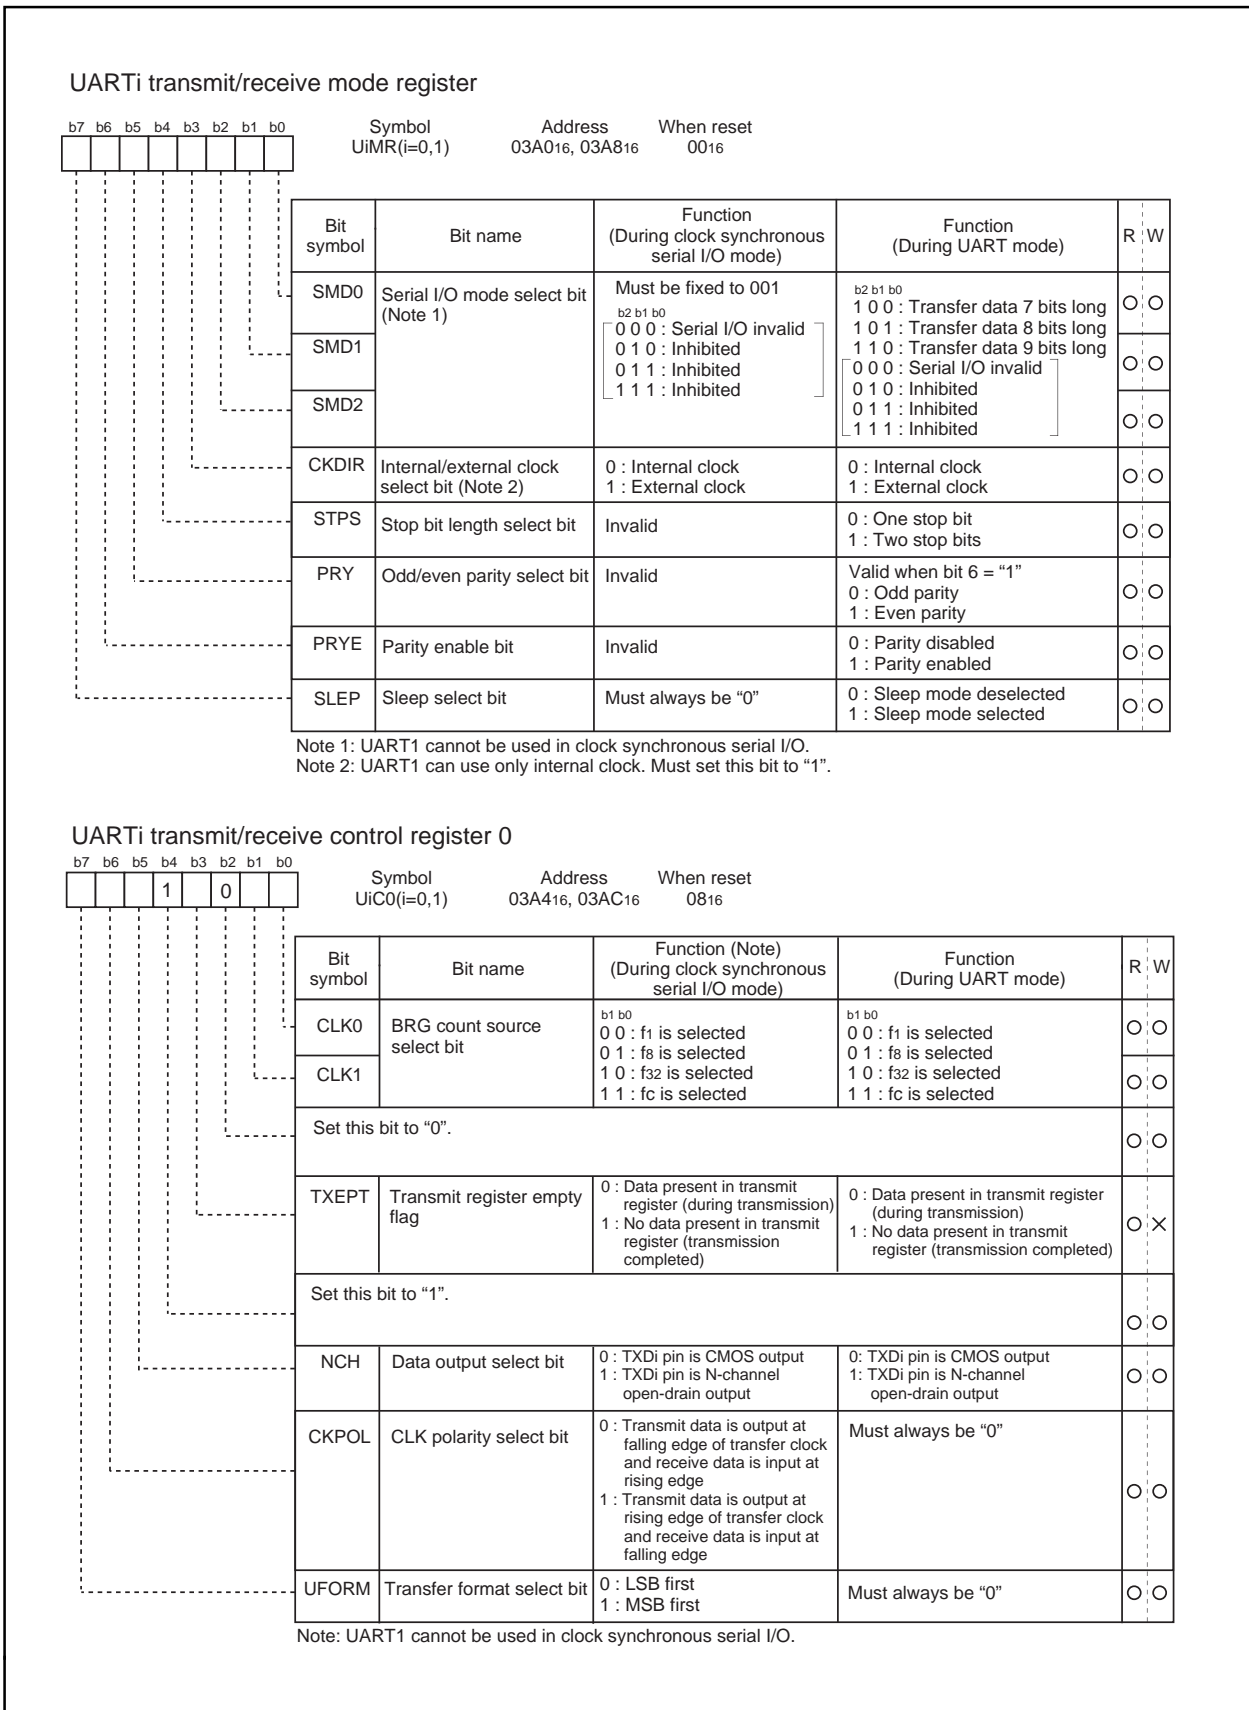 UARTi transmit/receive mode register
b7 b6 b5 b4 b3 b2 b1 b0
Symbol Address When reset
UiMR(i=0,1) 03A016, 03A816 0016
Bit symbol Bit name Function (During clock synchronous serial I/O mode) Function (During UART mode) R W
SMD0 Serial I/O mode select bit (Note 1)
SMD1
SMD2
Must be fixed to 001
b2 b1 b0
0 0 0 : Serial I/O invalid
0 1 0 : Inhibited
0 1 1 : Inhibited
1 1 1 : Inhibited
b2 b1 b0
1 0 0 : Transfer data 7 bits long
1 0 1 : Transfer data 8 bits long
1 1 0 : Transfer data 9 bits long
0 0 0 : Serial I/O invalid
0 1 0 : Inhibited
0 1 1 : Inhibited
1 1 1 : Inhibited
CKDIR Internal/external clock select bit (Note 2)
0 : Internal clock
1 : External clock
0 : Internal clock
1 : External clock
STPS Stop bit length select bit Invalid
0 : One stop bit
1 : Two stop bits
PRY Odd/even parity select bit Invalid
Valid when bit 6 = “1”
0 : Odd parity
1 : Even parity
PRYE Parity enable bit Invalid
0 : Parity disabled
1 : Parity enabled
SLEP Sleep select bit Must always be “0”
0 : Sleep mode deselected
1 : Sleep mode selected
Note 1: UART1 cannot be used in clock synchronous serial I/O.
Note 2: UART1 can use only internal clock. Must set this bit to “1”.
UARTi transmit/receive control register 0
b7 b6 b5 b4 b3 b2 b1 b0
1 0
Symbol Address When reset
UiC0(i=0,1) 03A416, 03AC16 0816
Bit symbol Bit name Function (Note) (During clock synchronous serial I/O mode) Function (During UART mode) R W
CLK0 BRG count source select bit
CLK1
b1 b0
0 0 : f1 is selected
0 1 : f8 is selected
1 0 : f32 is selected
1 1 : fc is selected
b1 b0
0 0 : f1 is selected
0 1 : f8 is selected
1 0 : f32 is selected
1 1 : fc is selected
Set this bit to “0”.
TXEPT Transmit register empty flag
0 : Data present in transmit
register (during transmission)
1 : No data present in transmit
register (transmission
completed)
0 : Data present in transmit register
(during transmission)
1 : No data present in transmit
register (transmission completed)
Set this bit to “1”.
NCH Data output select bit
0 : TXDi pin is CMOS output
1 : TXDi pin is N-channel
open-drain output
0: TXDi pin is CMOS output
1: TXDi pin is N-channel
open-drain output
CKPOL CLK polarity select bit
0 : Transmit data is output at
falling edge of transfer clock
and receive data is input at
rising edge
1 : Transmit data is output at
rising edge of transfer clock
and receive data is input at
falling edge
Must always be “0”
UFORM Transfer format select bit
0 : LSB first
1 : MSB first
Must always be “0”
Note: UART1 cannot be used in clock synchronous serial I/O.